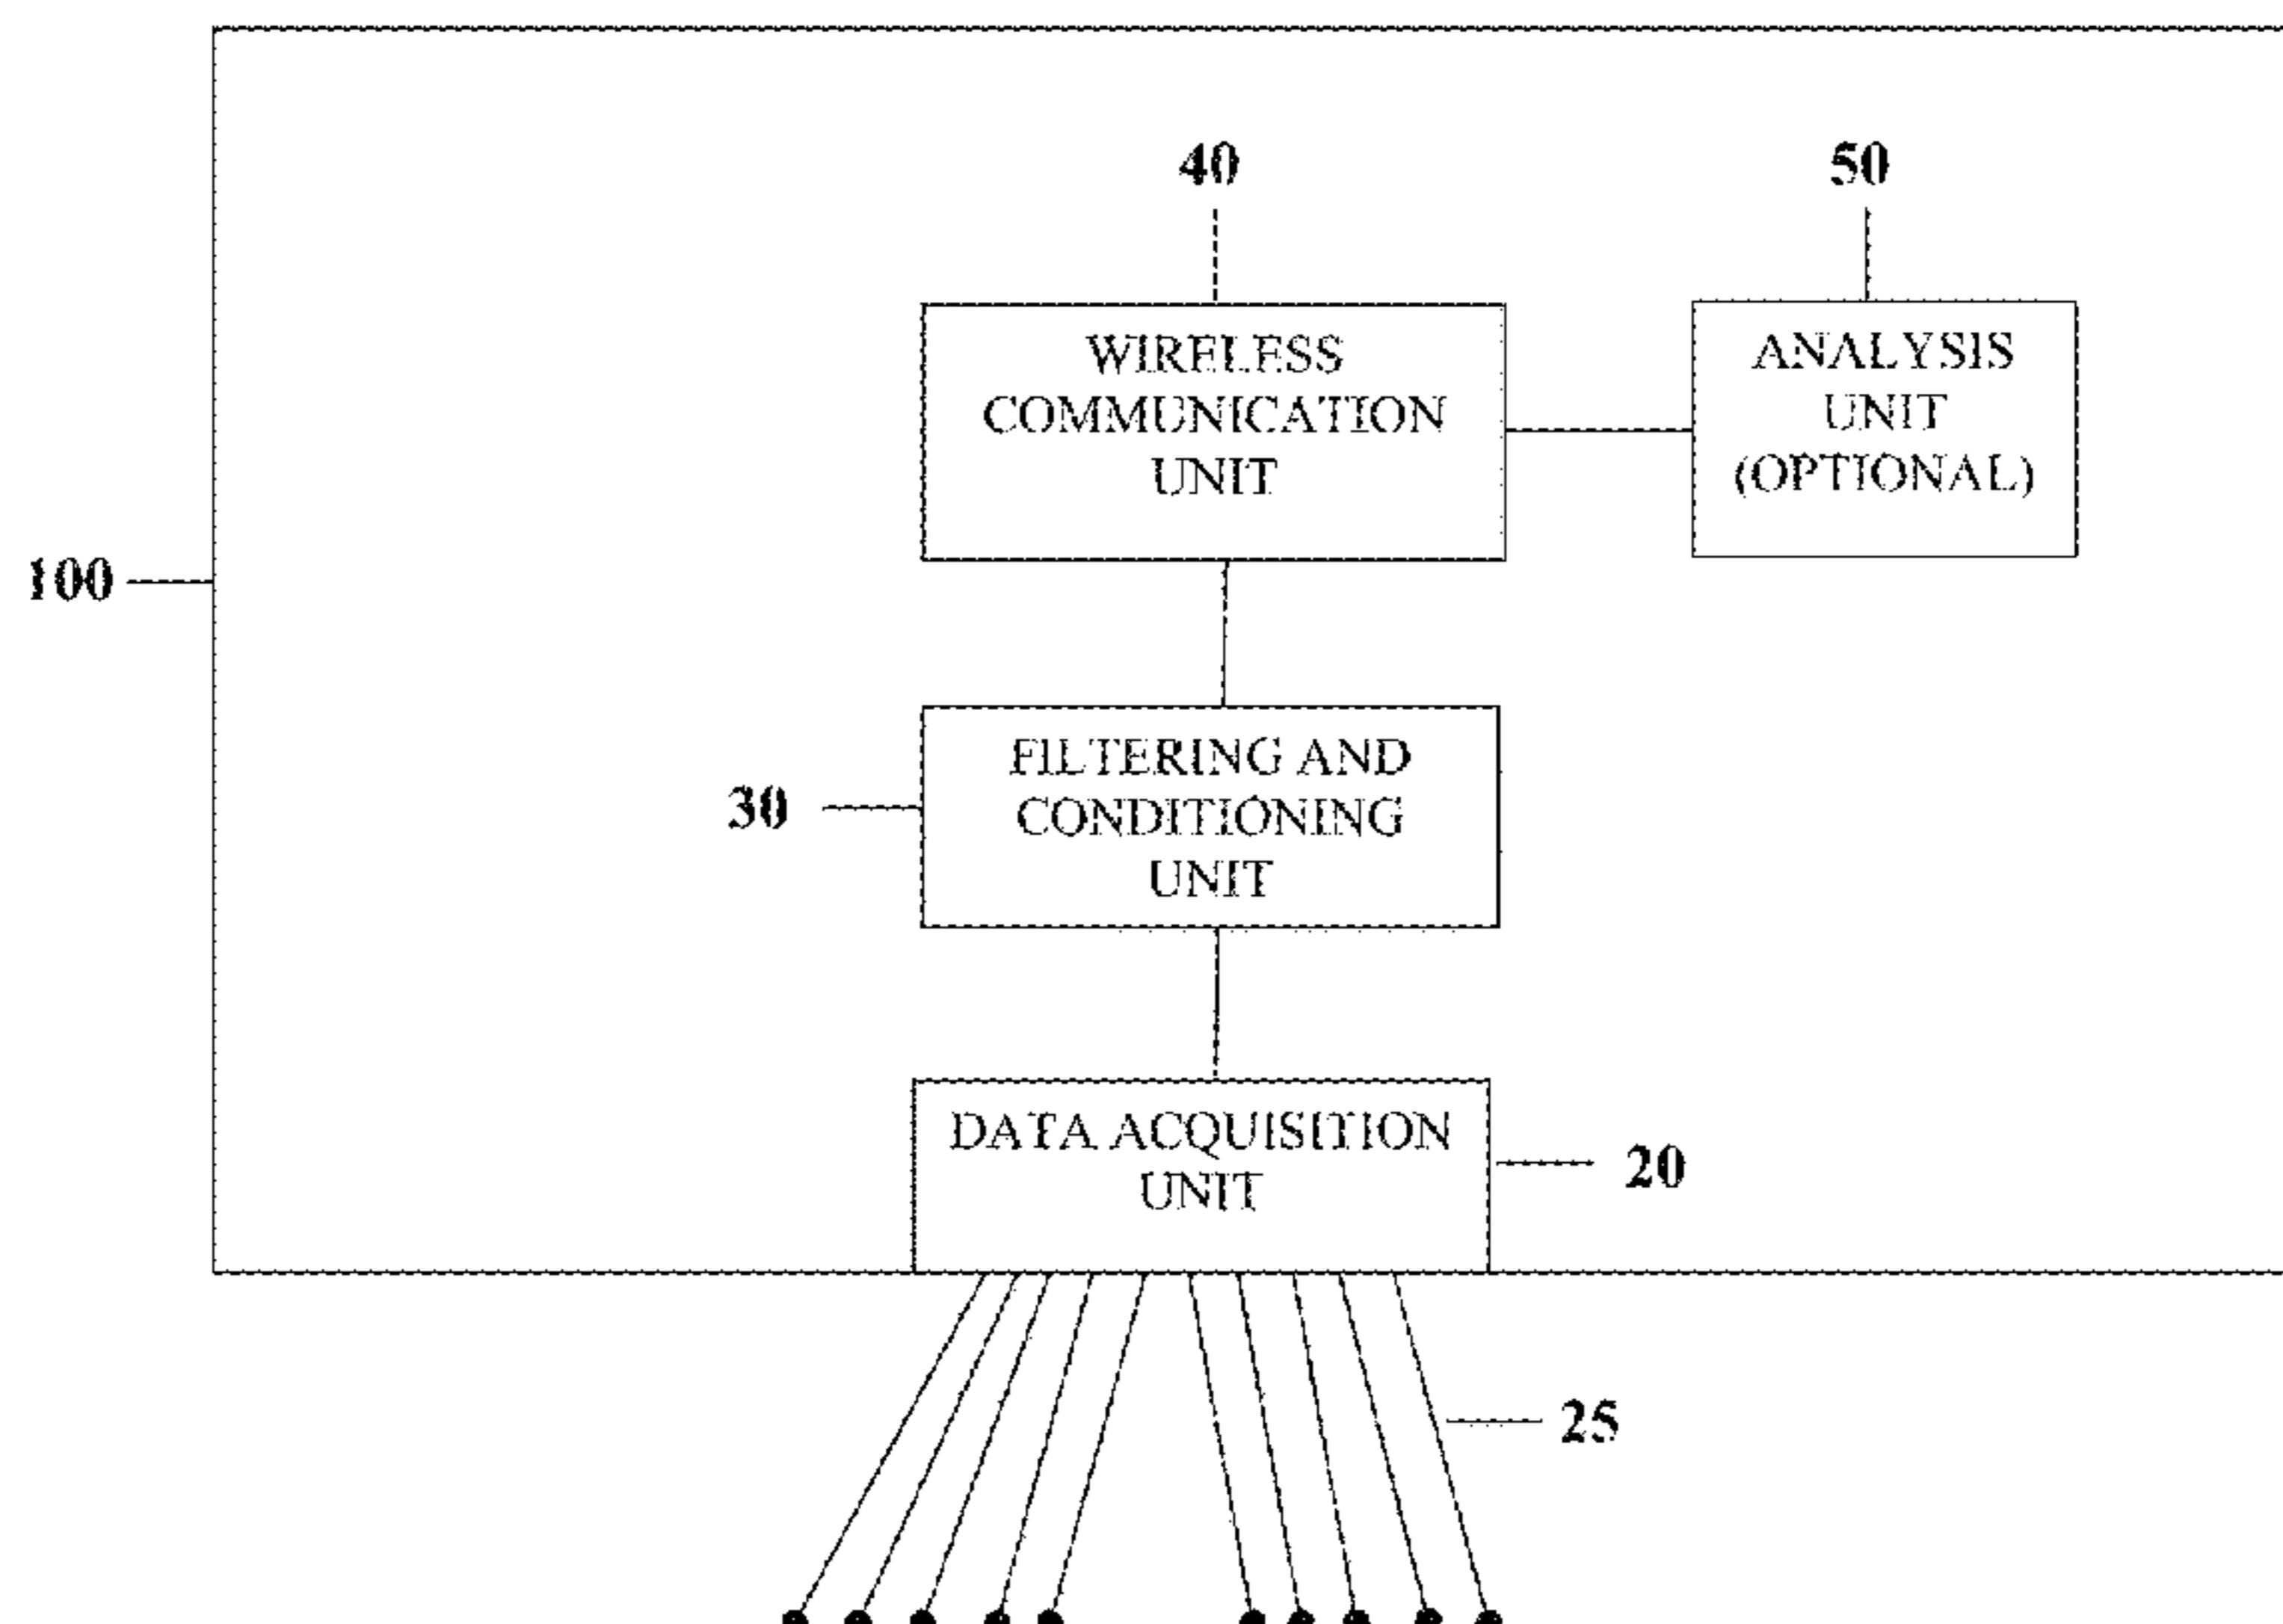 40
50
WIRELESS
COMMUNICATION
UNIT
ANALYSIS
UNIT
(OPTIONAL)
100
FILTERING AND
CONDITIONING
UNIT
30
DATA ACQUISITION
UNIT
20
25